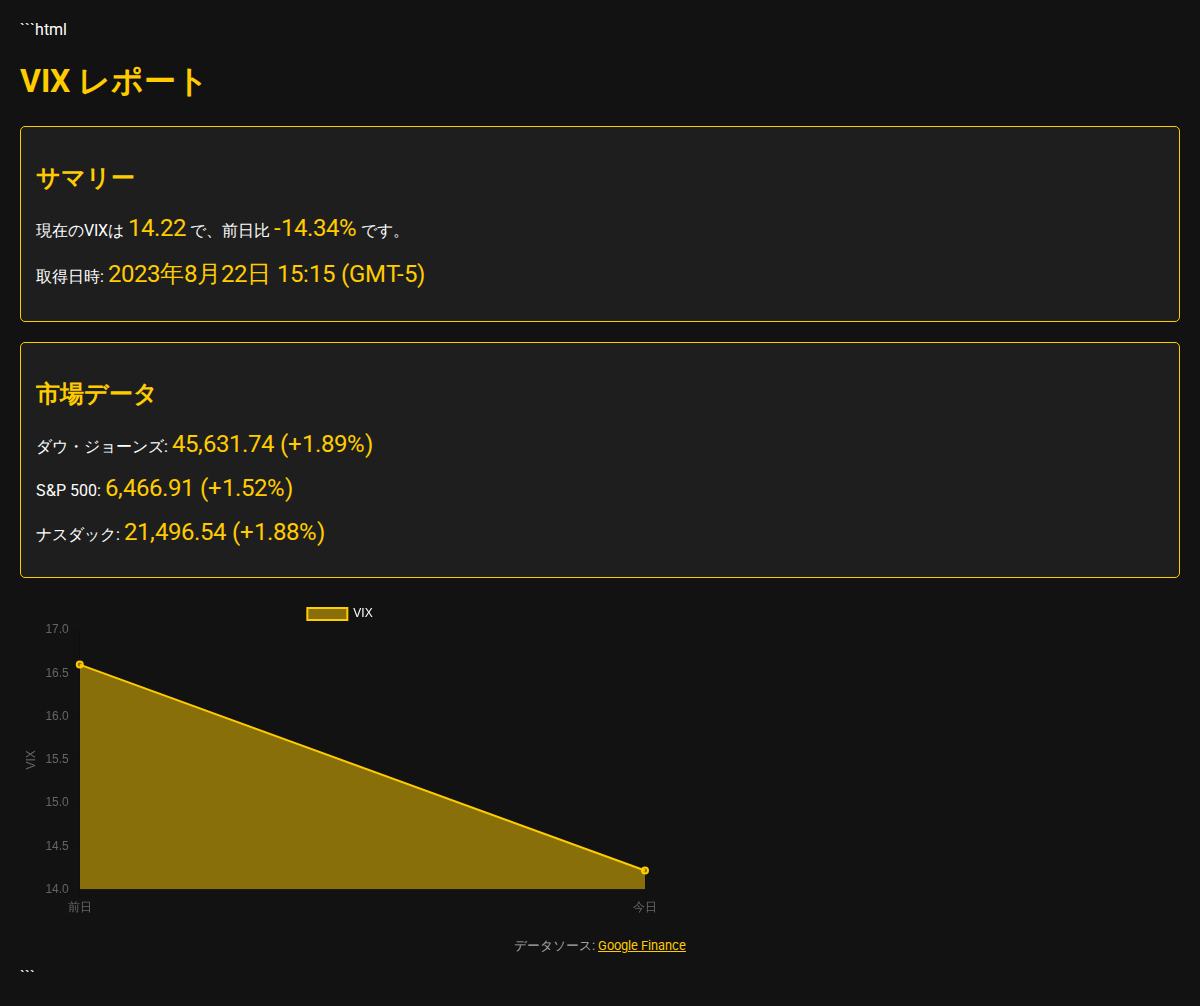 ```html
VIX レポート
サマリー
現在のVIXは 14.22 で、前日比 -14.34% です。
取得日時: 2023年8月22日 15:15 (GMT-5)
市場データ
ダウ・ジョーンズ: 45,631.74 (+1.89%)
S&P 500: 6,466.91 (+1.52%)
ナスダック: 21,496.54 (+1.88%)
VIX
17.0
16.5
16.0
15.5
VIX
15.0
14.5
14.0
前日 今日
データソース: Google Finance
```